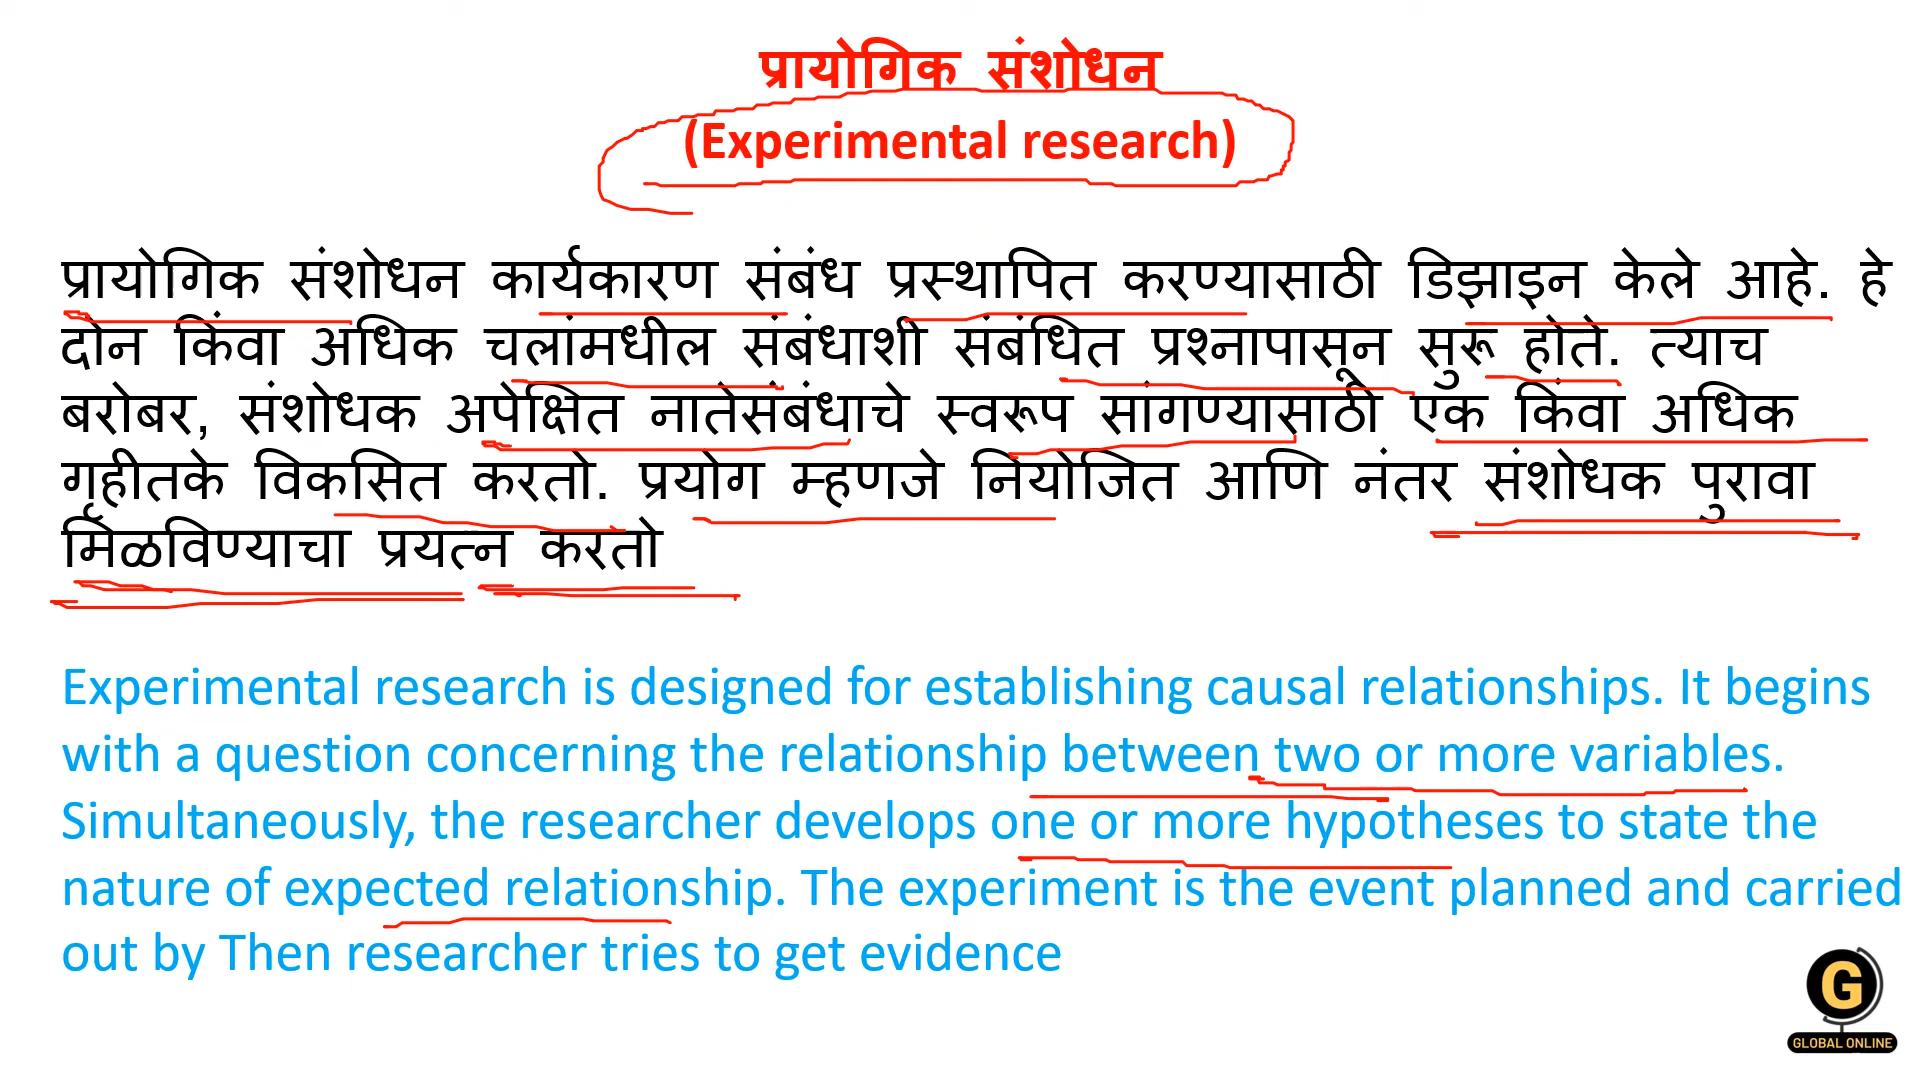 प्रायोगिक संशोधन
(Experimental research)
प्रायोगिक संशोधन कार्यकारण संबंध प्रस्थापित करण्यासाठी डिझाइन केले आहे. हे
दोन किंवा अधिक चलांमधील संबंधाशी संबंधित प्रश्नापासून सुरू होते. त्याच
बरोबर, संशोधक अपेक्षित नातेसंबंधाचे स्वरूप सांगण्यासाठी एक किंवा अधिक
गृहीतके विकसित करतो. प्रयोग म्हणजे नियोजित आणि नंतर संशोधक पुरावा
मिळविण्याचा प्रयत्न करतो
Experimental research is designed for establishing causal relationships. It begins
with a question concerning the relationship between two or more variables.
Simultaneously, the researcher develops one or more hypotheses to state the
nature of expected relationship. The experiment is the event planned and carried
out by Then researcher tries to get evidence
G
GLOBAL ONLINE